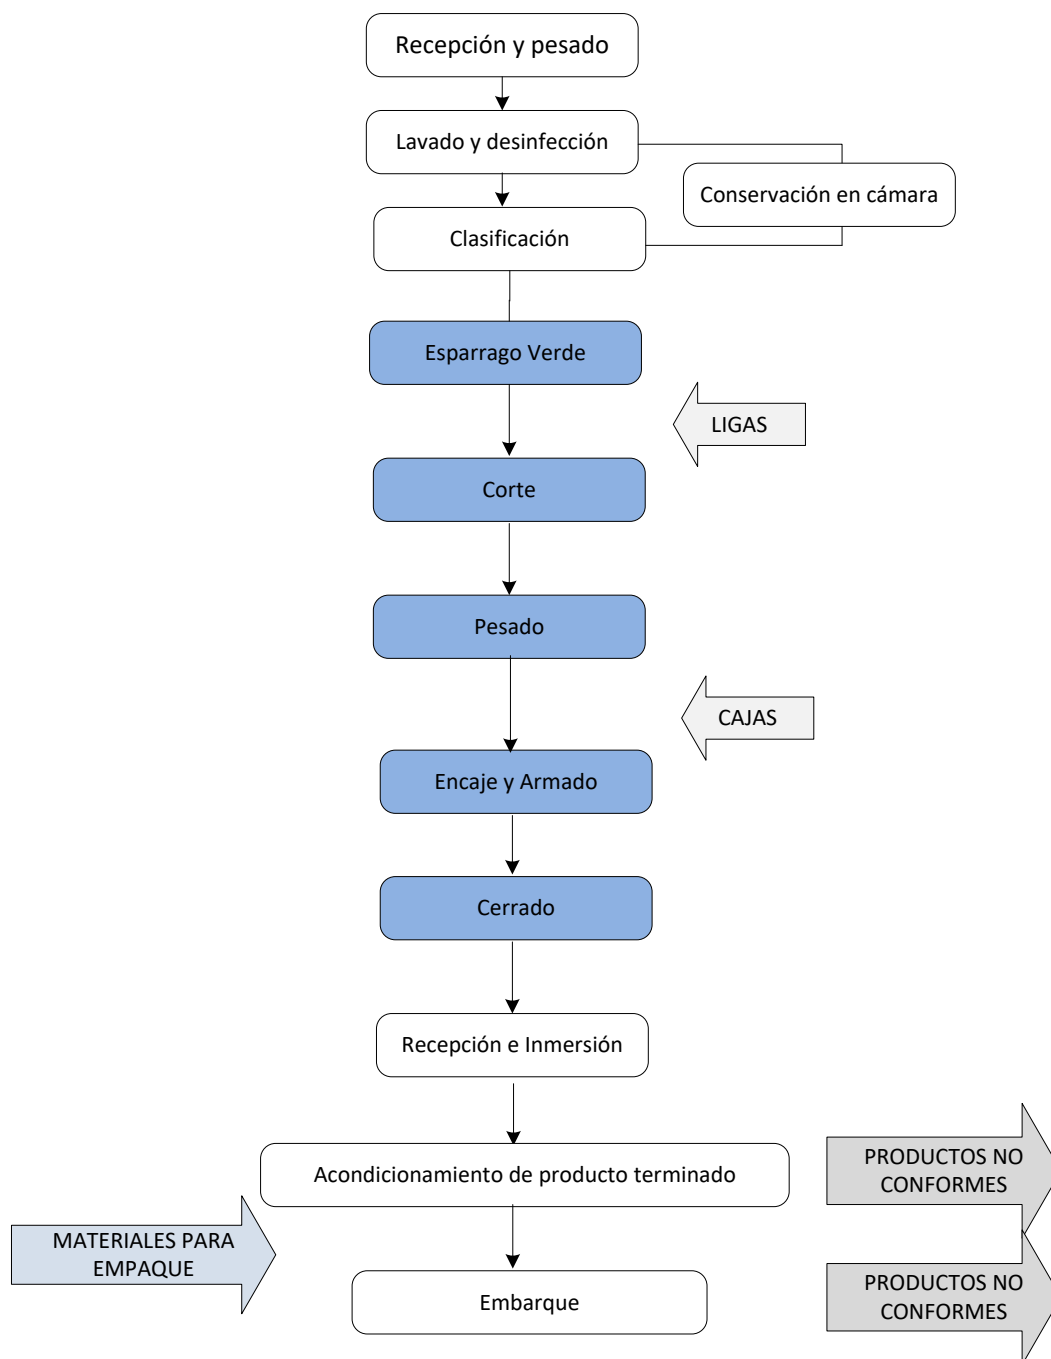 Recepción y pesado
Lavado y desinfección
Conservación en cámara
Clasificación
Esparrago Verde
LIGAS
Corte
Pesado
CAJAS
Encaje y Armado
Cerrado
Recepción e Inmersión
Acondicionamiento de producto terminado
PRODUCTOS NO
CONFORMES
MATERIALES PARA
EMPAQUE
Embarque
PRODUCTOS NO
CONFORMES